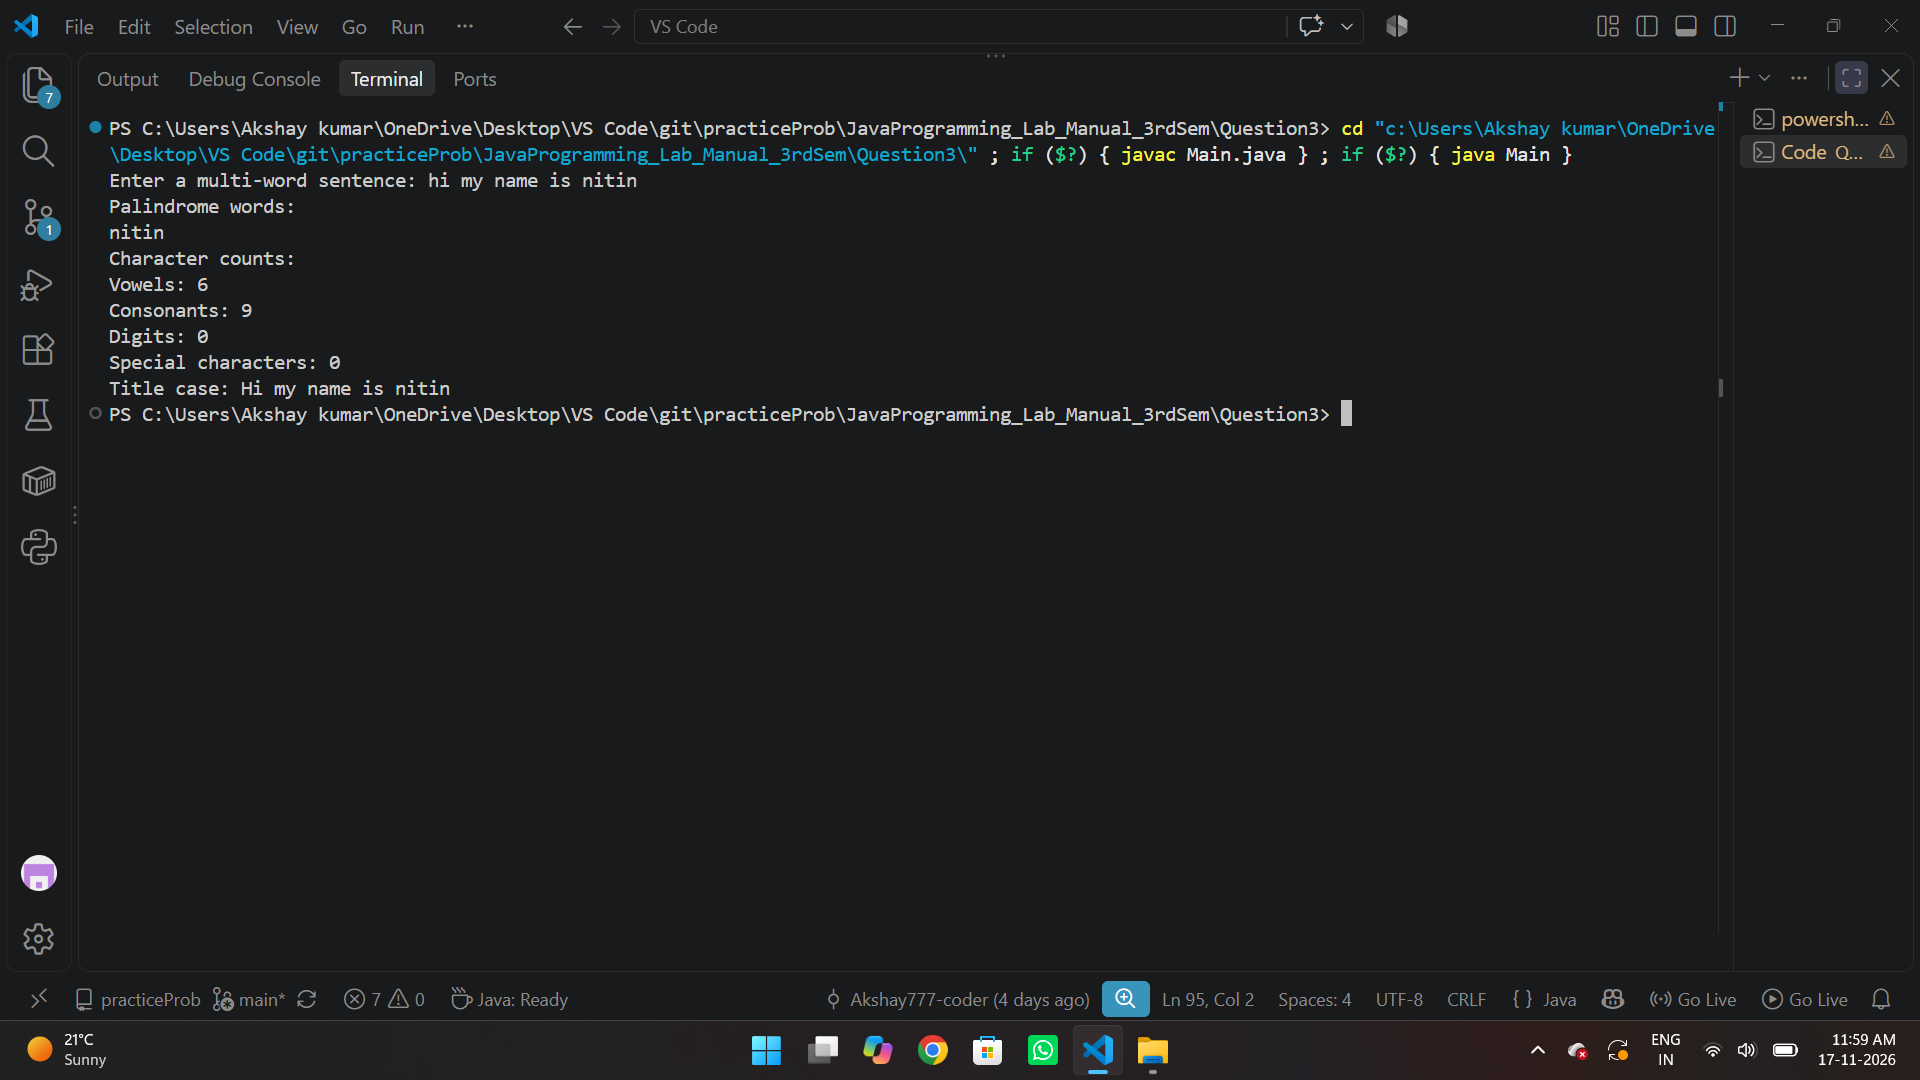 File Edit Selection View Go Run ··· VS Code
Output Debug Console Terminal Ports
7
1
PS C:\Users\Akshay kumar\OneDrive\Desktop\VS Code\git\practiceProb\JavaProgramming_Lab_Manual_3rdSem\Question3> cd "c:\Users\Akshay kumar\OneDrive
\Desktop\VS Code\git\practiceProb\JavaProgramming_Lab_Manual_3rdSem\Question3\" ; if ($?) { javac Main.java } ; if ($?) { java Main }
Enter a multi-word sentence: hi my name is nitin
Palindrome words:
nitin
Character counts:
Vowels: 6
Consonants: 9
Digits: 0
Special characters: 0
Title case: Hi my name is nitin
PS C:\Users\Akshay kumar\OneDrive\Desktop\VS Code\git\practiceProb\JavaProgramming_Lab_Manual_3rdSem\Question3>
powersh...
Code Q...
practiceProb main* 7 0 Java: Ready Akshay777-coder (4 days ago) Ln 95, Col 2 Spaces: 4 UTF-8 CRLF { } Java Go Live Go Live
21°C
Sunny
ENG
IN
11:59 AM
17-11-2026